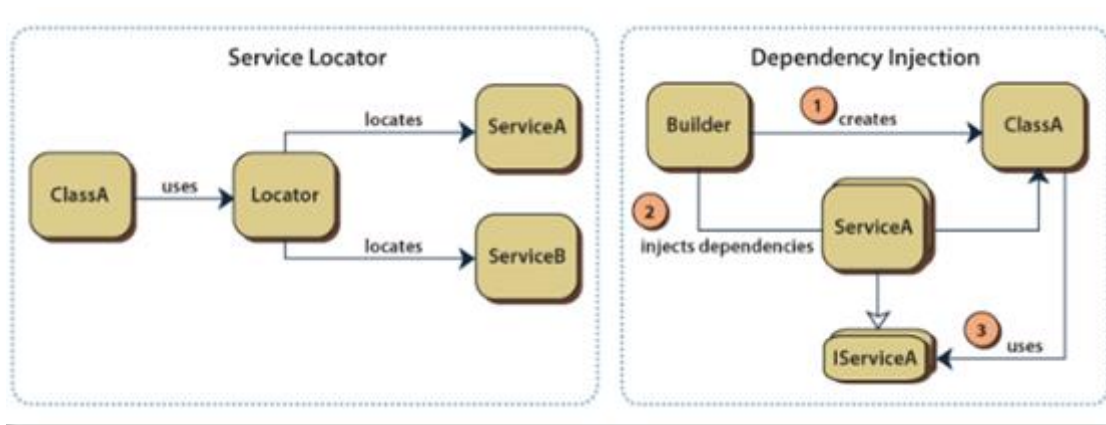 Service Locator
ClassA
uses
Locator
locates
ServiceA
locates
ServiceB
Dependency Injection
Builder
1
creates
ClassA
2
injects dependencies
ServiceA
IServiceA
3
uses